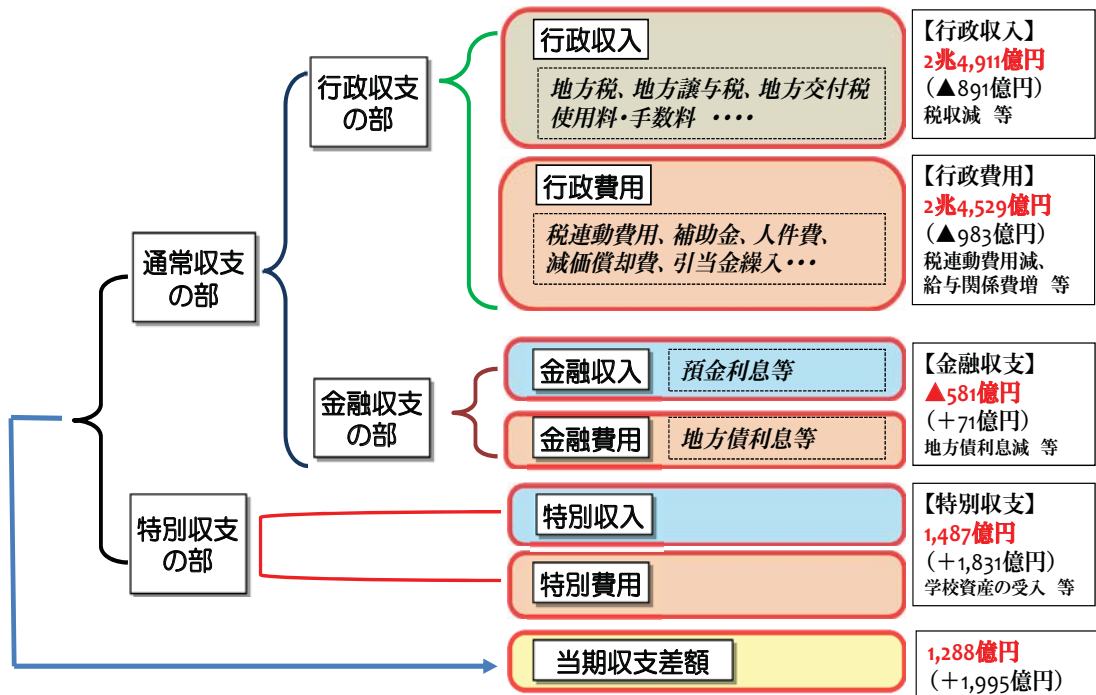 行政収入
地方税、地方譲与税、地方交付税
使用料・手数料 ‥‥
【行政収入】
2兆4,911億円
(▲891億円)
税収減 等
行政収支
の部
行政費用
税連動費用、補助金、人件費、
減価償却費、引当金繰入・・・
【行政費用】
2兆4,529億円
(▲983億円)
税連動費用減、
給与関係費増 等
通常収支
の部
金融収支
の部
金融収入
預金利息等
金融費用
地方債利息等
【金融収支】
▲581億円
(+71億円)
地方債利息減 等
特別収支
の部
特別収入
特別費用
【特別収支】
1,487億円
(+1,831億円)
学校資産の受入 等
当期収支差額
1,288億円
(+1,995億円)